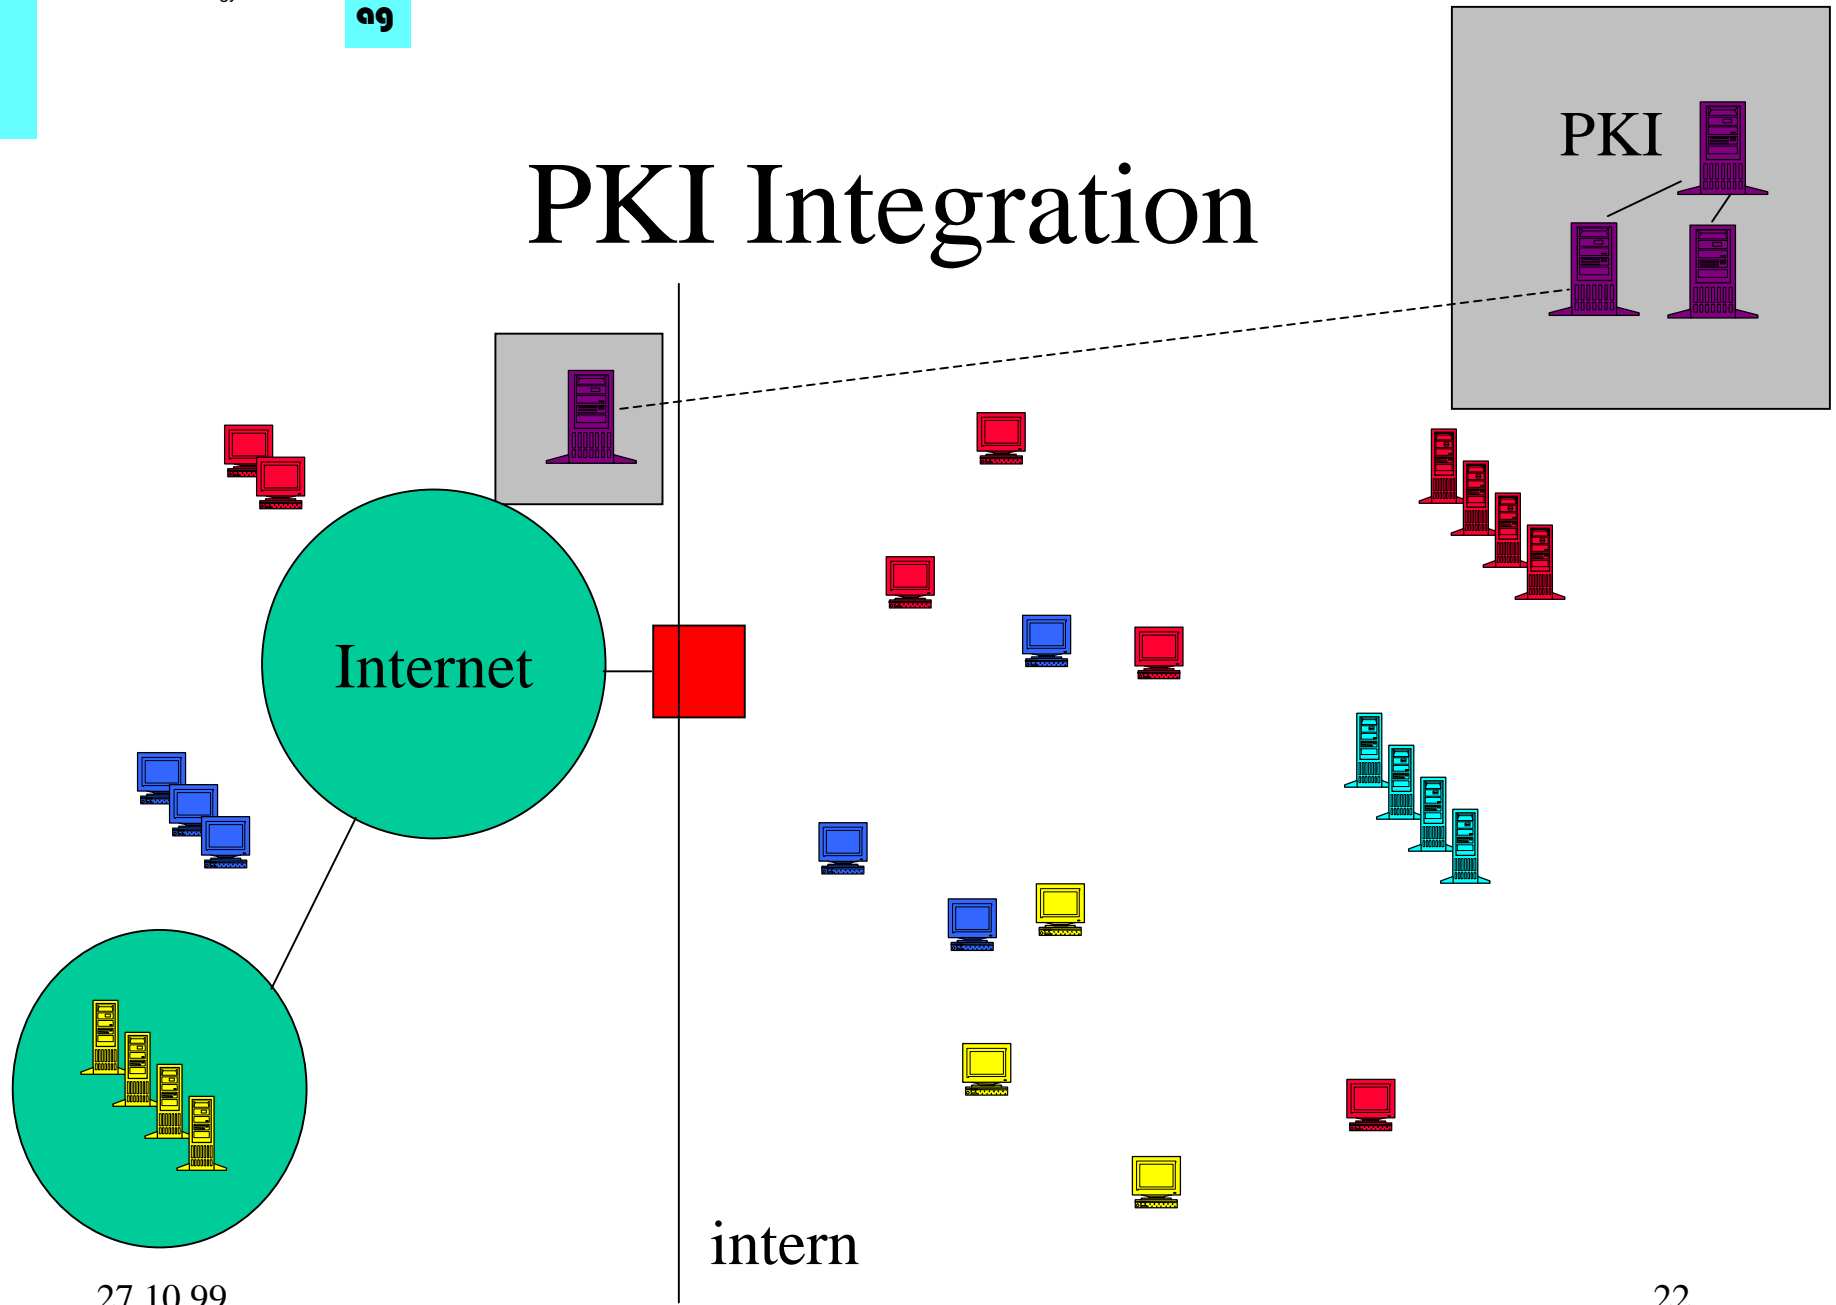 ag
PKI
PKI Integration
Internet
intern
27.10.99
22